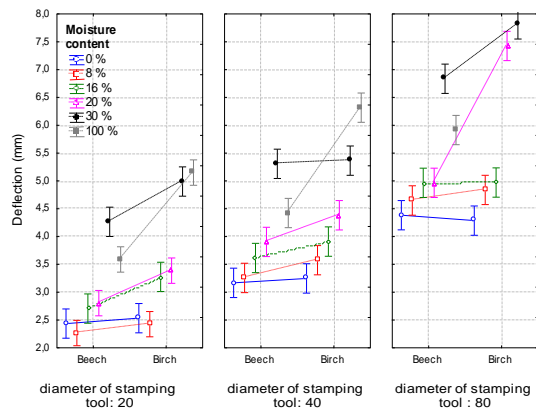 8,0
7,5
7,0
6,5
6,0
5,5
5,0
4,5
4,0
3,5
3,0
2,5
2,0
Deflection (mm)
Moisture
content
0 %
8 %
16 %
20 %
30 %
100 %
Beech Birch
Beech Birch
Beech Birch
diameter of stamping
tool: 20
diameter of stamping
tool: 40
diameter of stamping
tool : 80